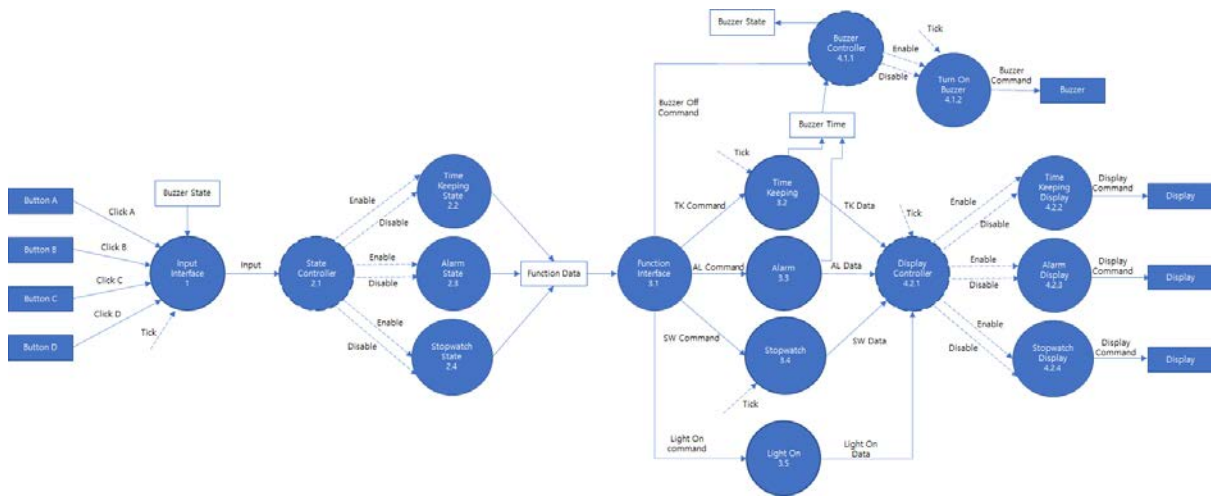 Buzzer State
Buzzer
Controller
4.1.1
Tick
Enable
Disable
Turn On
Buzzer
4.1.2
Buzzer
Command
Buzzer
Buzzer Off
Command
Buzzer Time
Button A
Button B
Button C
Button D
Click A
Click B
Click C
Click D
Tick
Buzzer State
Input
Interface
1
Input
State
Controller
2.1
Enable
Disable
Enable
Disable
Enable
Disable
Time
Keeping
State
2.2
Alarm
State
2.3
Stopwatch
State
2.4
Function Data
Function
Interface
3.1
TK Command
AL Command
SW Command
Light On
command
Tick
Time
Keeping
3.2
Alarm
3.3
Stopwatch
3.4
Tick
Light On
3.5
TK Data
AL Data
SW Data
Light On
Data
Tick
Display
Controller
4.2.1
Enable
Disable
Enable
Disable
Enable
Disable
Time
Keeping
Display
4.2.2
Alarm
Display
4.2.3
Stopwatch
Display
4.2.4
Display
Command
Display
Display
Command
Display
Display
Command
Display